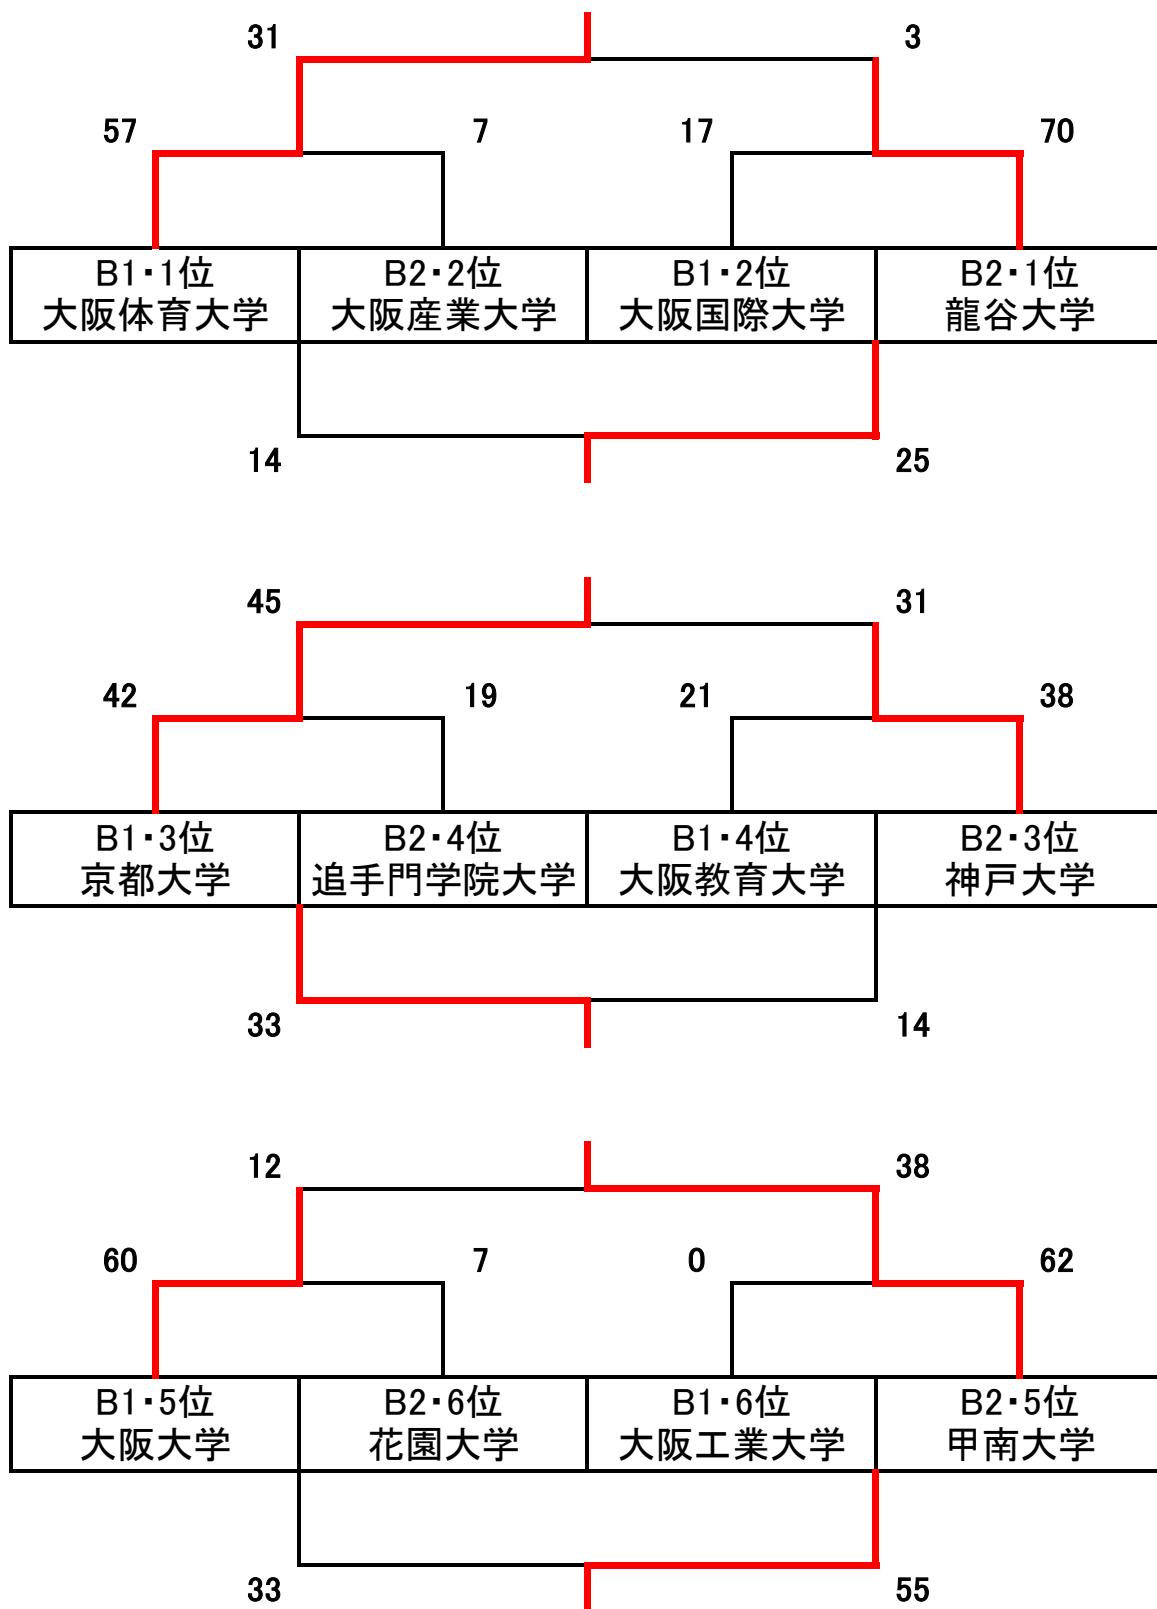 31 3
57 7 17 70
B1・1位 B2・2位 B1・2位 B2・1位
大阪体育大学 大阪産業大学 大阪国際大学 龍谷大学
14 25
45 31
42 19 21 38
B1・3位 B2・4位 B1・4位 B2・3位
京都大学 追手門学院大学 大阪教育大学 神戸大学
33 14
12 38
60 7 0 62
B1・5位 B2・6位 B1・6位 B2・5位
大阪大学 花園大学 大阪工業大学 甲南大学
33 55